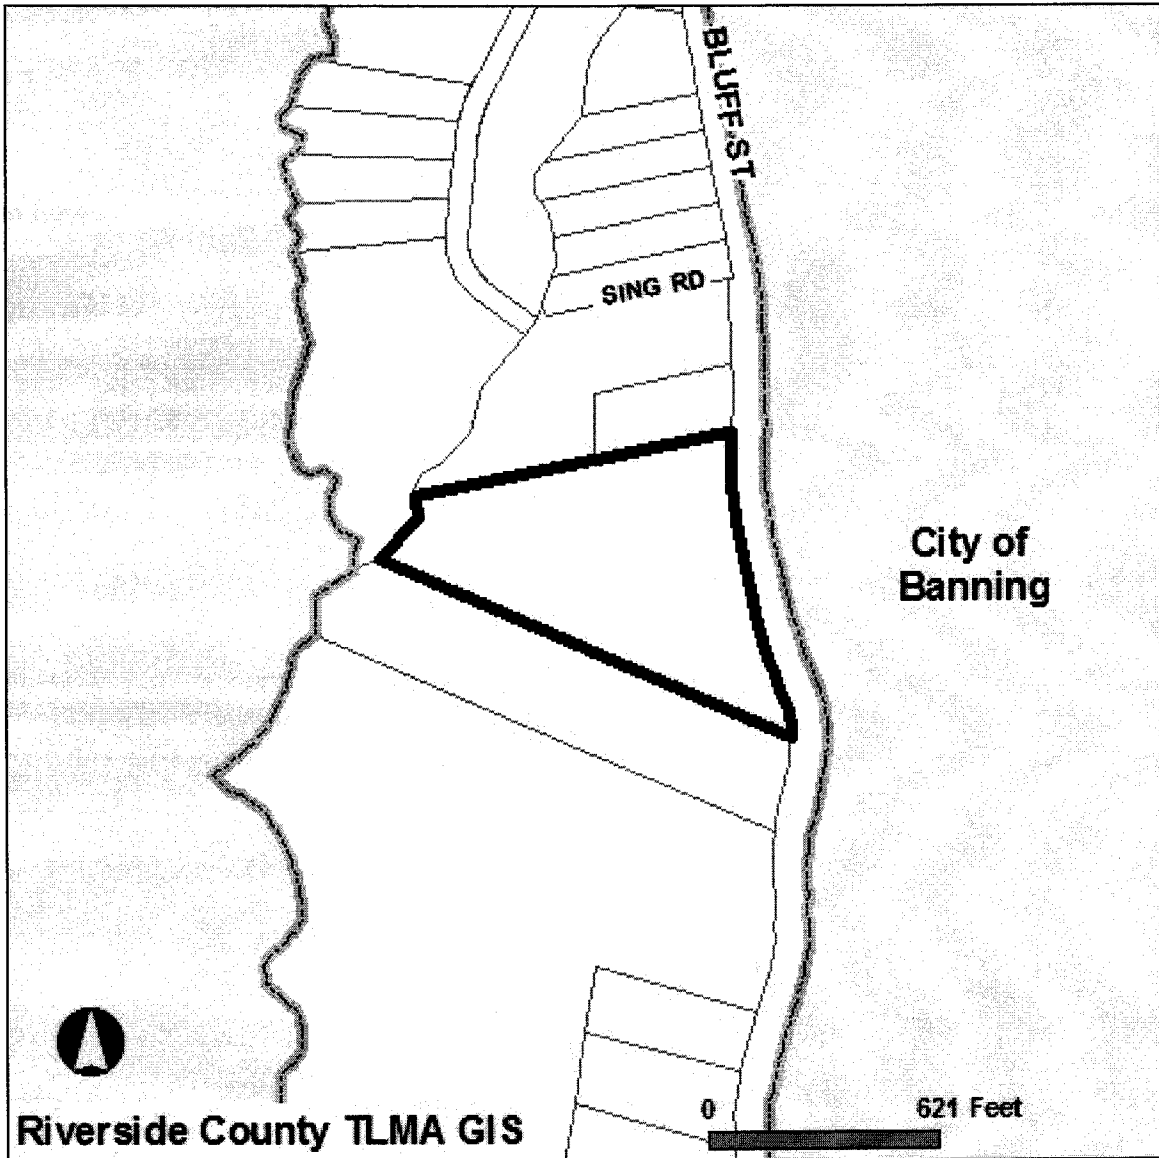 BLUFF ST
SING RD
City of
Banning
0 621 Feet
Riverside County TLMA GIS